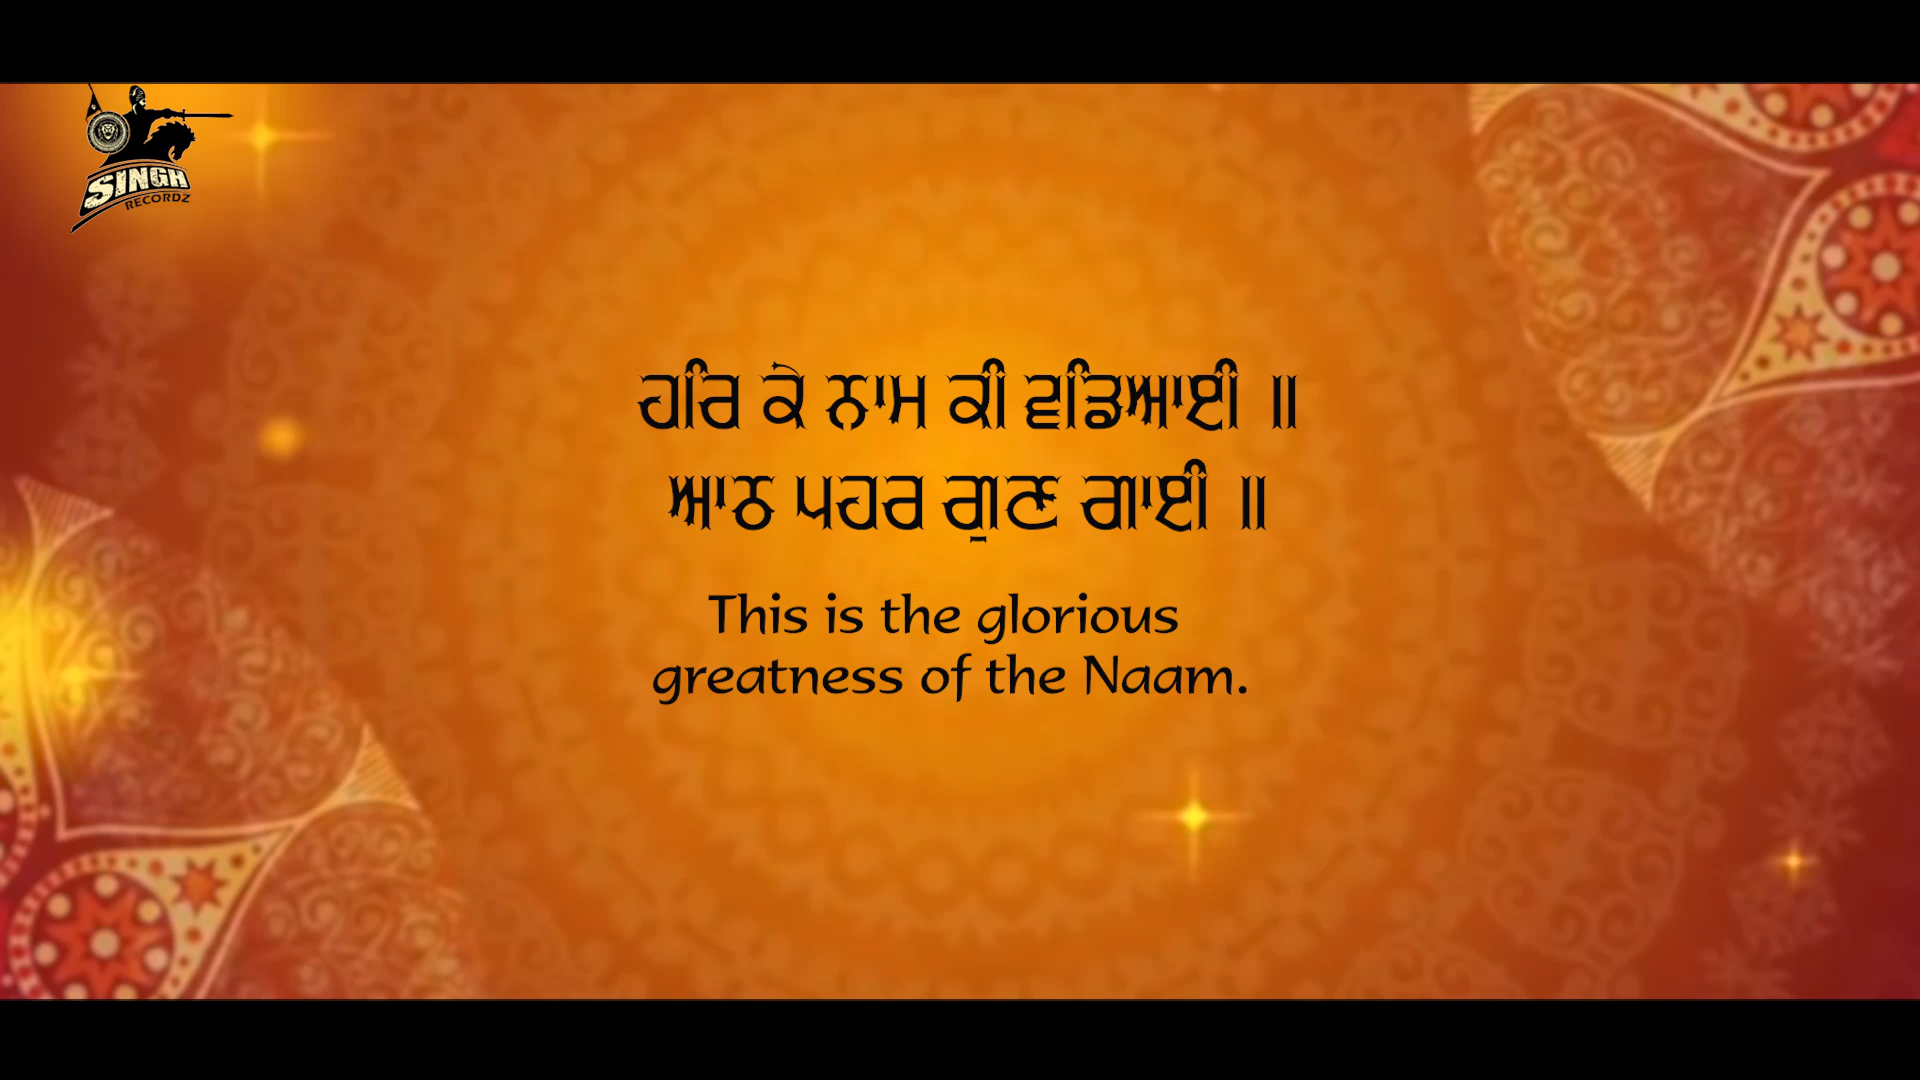 SINGH
RECORDZ
ਹਰਿ ਕੇ ਨਾਮ ਕੀ ਵਡਿਆਈ ॥
ਆਠ ਪਹਰ ਗੁਣ ਗਾਈ ॥
This is the glorious
greatness of the Naam.